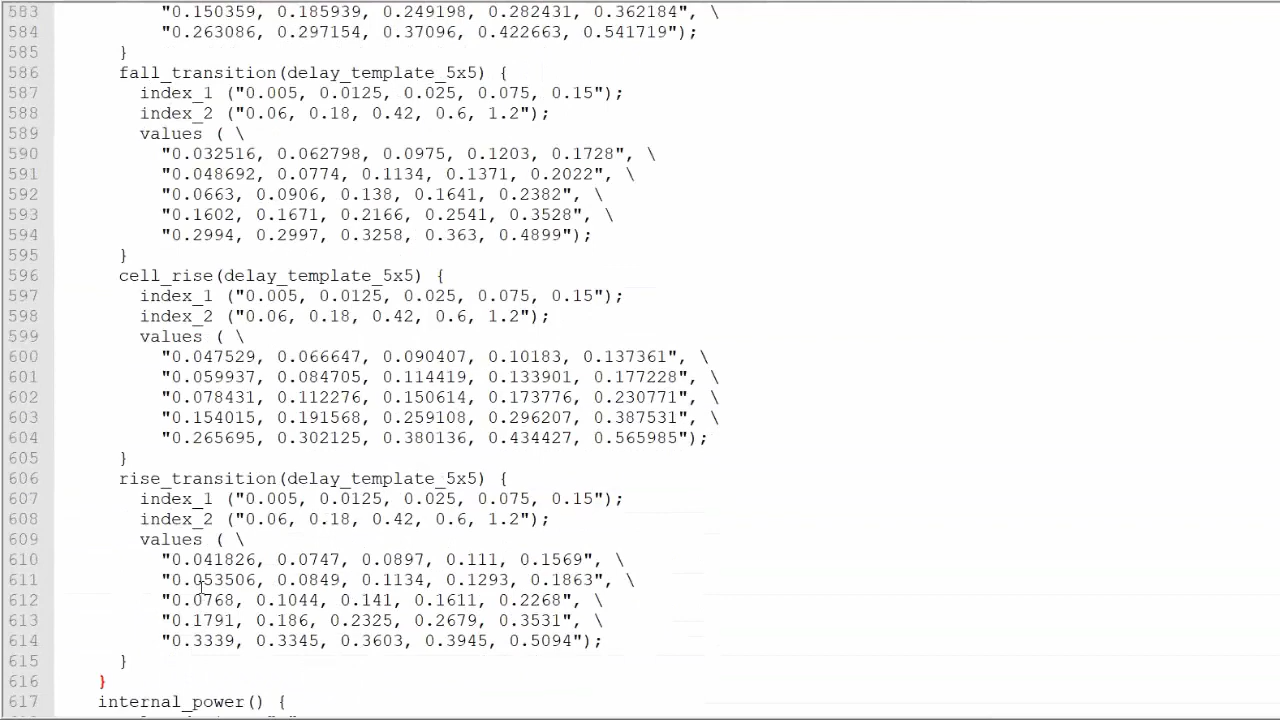 583 "0.150359, 0.185939, 0.249198, 0.282431, 0.362184", \
584 "0.263086, 0.297154, 0.37096, 0.422663, 0.541719");
585 }
586 fall_transition(delay_template_5x5) {
587 index_1 ("0.005, 0.0125, 0.025, 0.075, 0.15");
588 index_2 ("0.06, 0.18, 0.42, 0.6, 1.2");
589 values ( \
590 "0.032516, 0.062798, 0.0975, 0.1203, 0.1728", \
591 "0.048692, 0.0774, 0.1134, 0.1371, 0.2022", \
592 "0.0663, 0.0906, 0.138, 0.1641, 0.2382", \
593 "0.1602, 0.1671, 0.2166, 0.2541, 0.3528", \
594 "0.2994, 0.2997, 0.3258, 0.363, 0.4899");
595 }
596 cell_rise(delay_template_5x5) {
597 index_1 ("0.005, 0.0125, 0.025, 0.075, 0.15");
598 index_2 ("0.06, 0.18, 0.42, 0.6, 1.2");
599 values ( \
600 "0.047529, 0.066647, 0.090407, 0.10183, 0.137361", \
601 "0.059937, 0.084705, 0.114419, 0.133901, 0.177228", \
602 "0.078431, 0.112276, 0.150614, 0.173776, 0.230771", \
603 "0.154015, 0.191568, 0.259108, 0.296207, 0.387531", \
604 "0.265695, 0.302125, 0.380136, 0.434427, 0.565985");
605 }
606 rise_transition(delay_template_5x5) {
607 index_1 ("0.005, 0.0125, 0.025, 0.075, 0.15");
608 index_2 ("0.06, 0.18, 0.42, 0.6, 1.2");
609 values ( \
610 "0.041826, 0.0747, 0.0897, 0.111, 0.1569", \
611 "0.053506, 0.0849, 0.1134, 0.1293, 0.1863", \
612 "0.0768, 0.1044, 0.141, 0.1611, 0.2268", \
613 "0.1791, 0.186, 0.2325, 0.2679, 0.3531", \
614 "0.3339, 0.3345, 0.3603, 0.3945, 0.5094");
615 }
616 }
617 internal_power() {